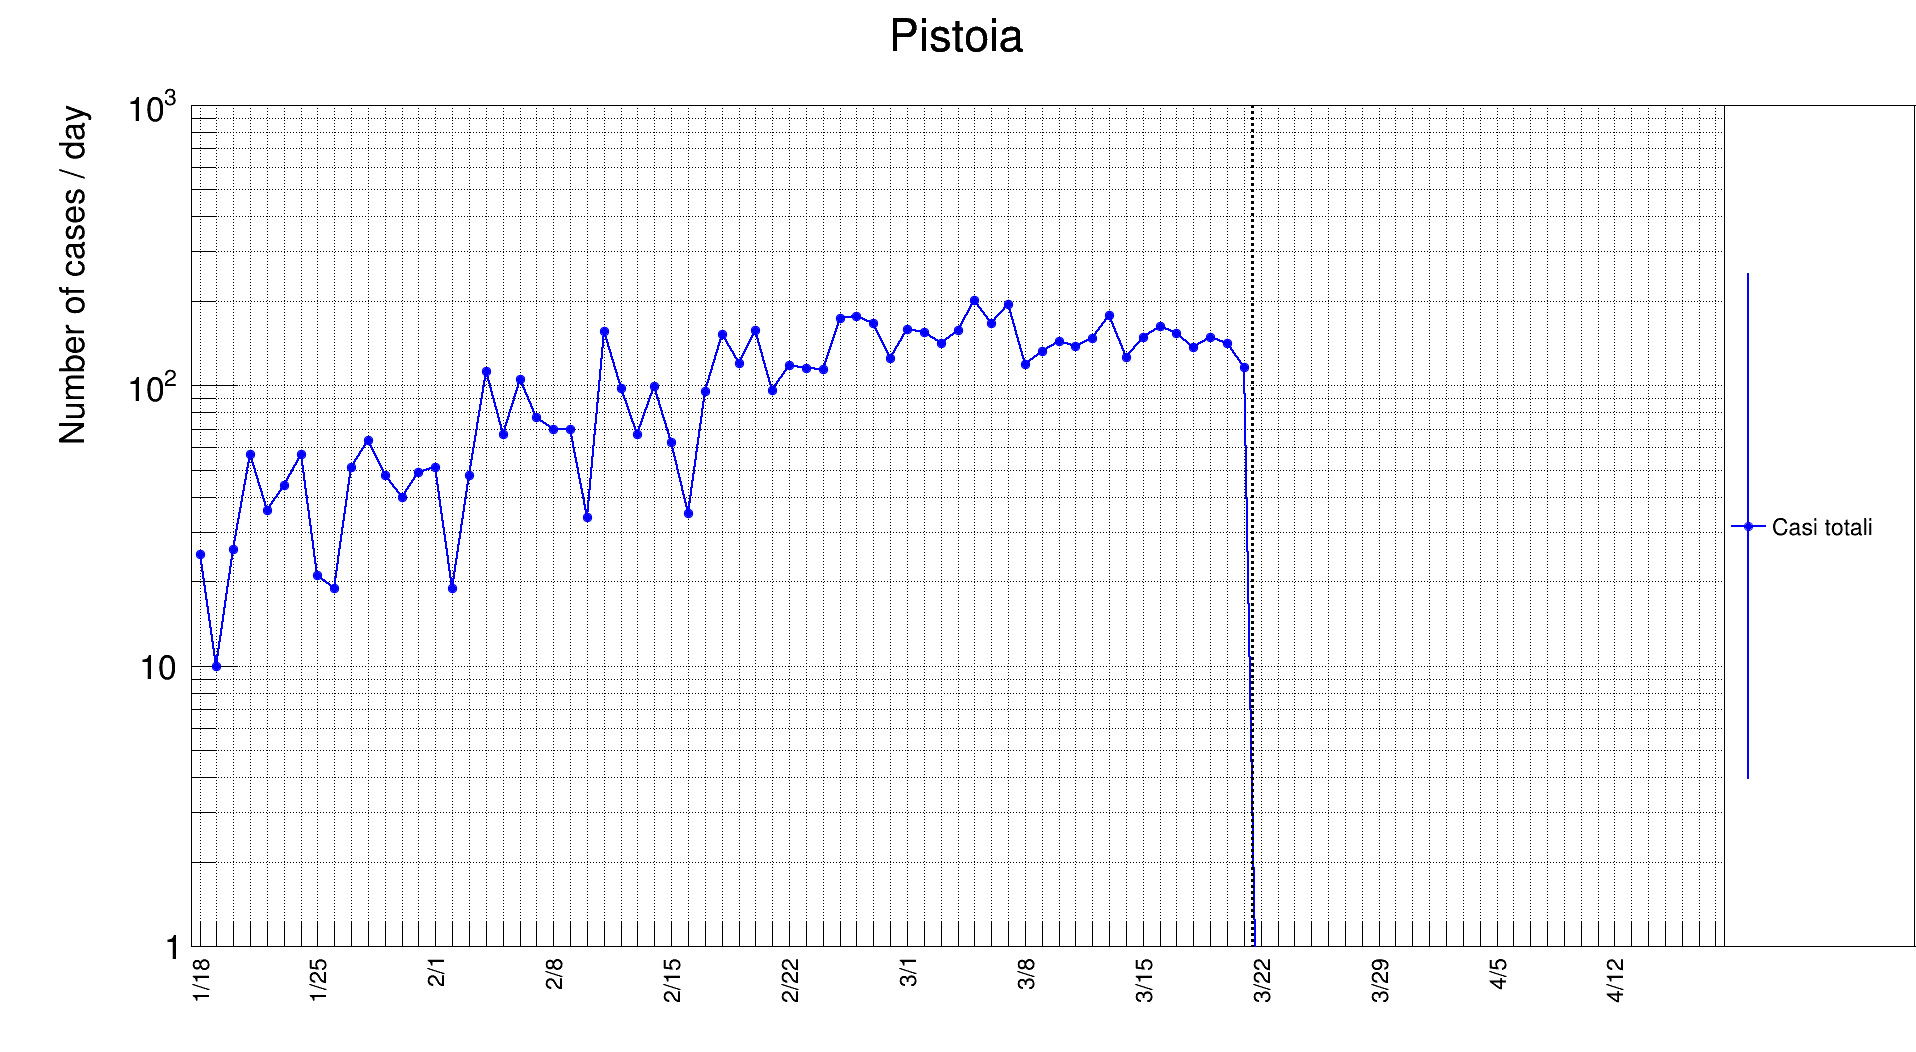 Pistoia
Number of cases / day
10³
10²
10
1
1/18 1/25 2/1 2/8 2/15 2/22 3/1 3/8 3/15 3/22 3/29 4/5 4/12
Casi totali